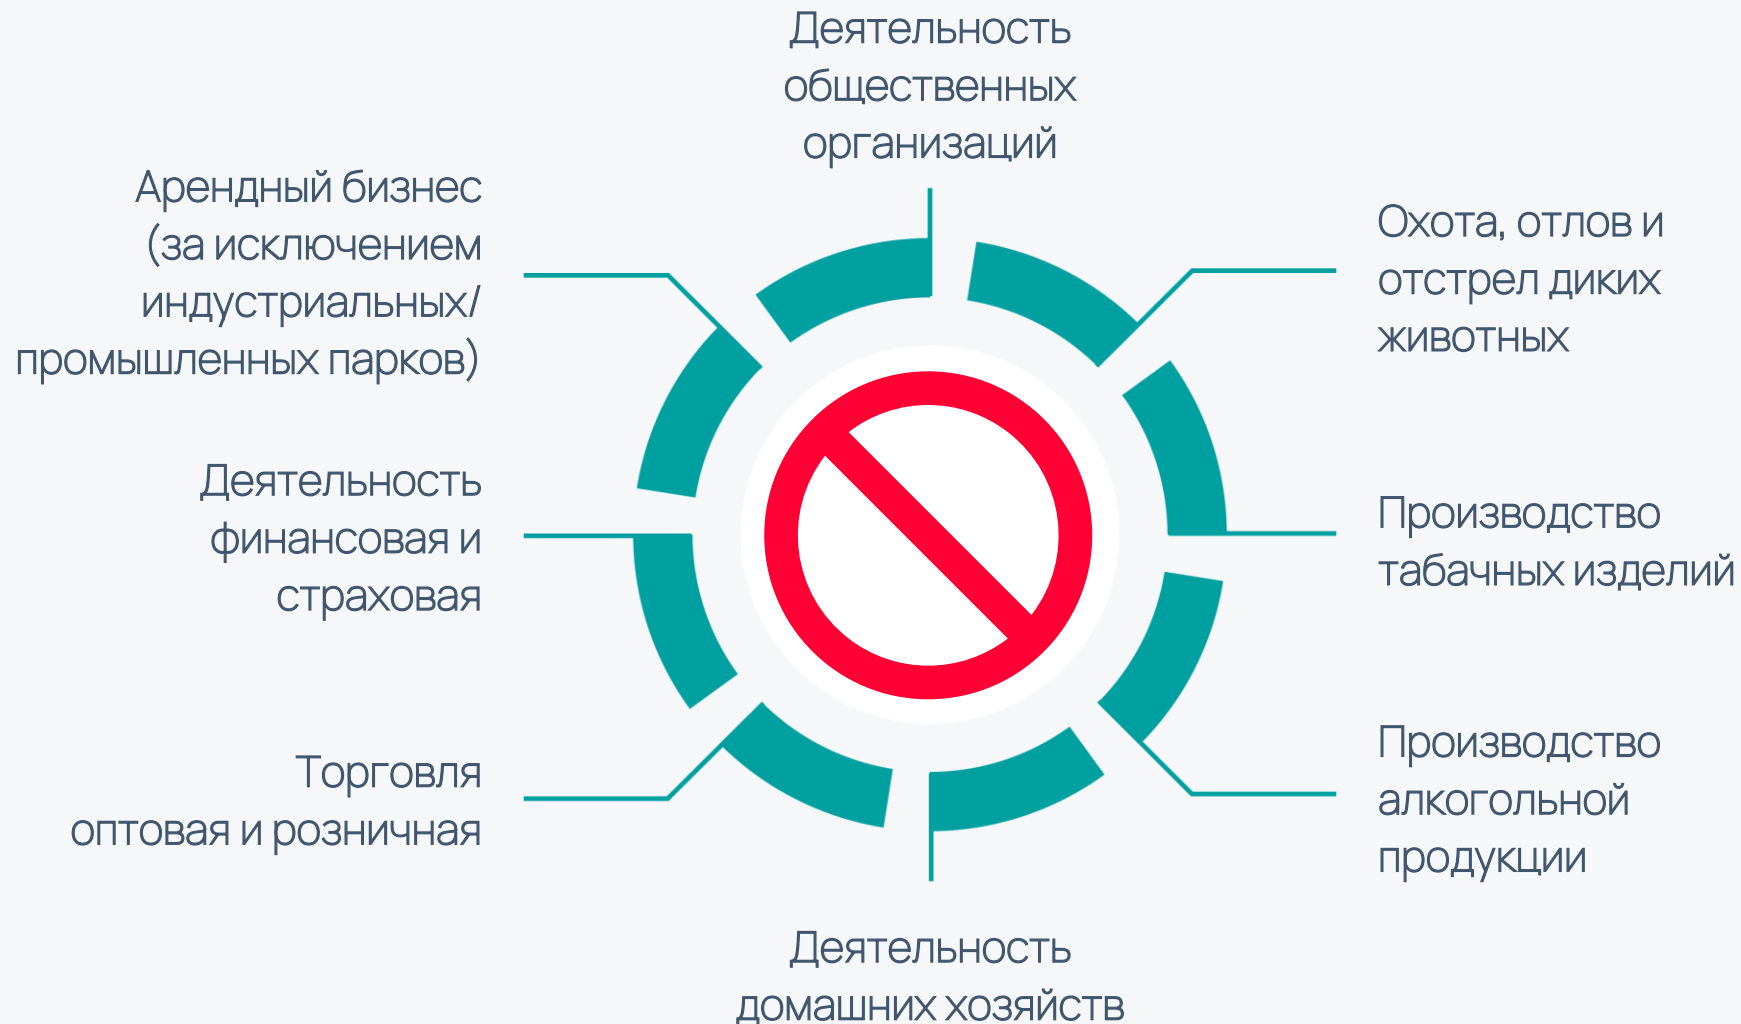 Деятельность
общественных
организаций
Арендный бизнес
(за исключением
индустриальных/
промышленных парков)
Охота, отлов и
отстрел диких
животных
Деятельность
финансовая и
страховая
Производство
табачных изделий
Торговля
оптовая и розничная
Производство
алкогольной
продукции
Деятельность
домашних хозяйств